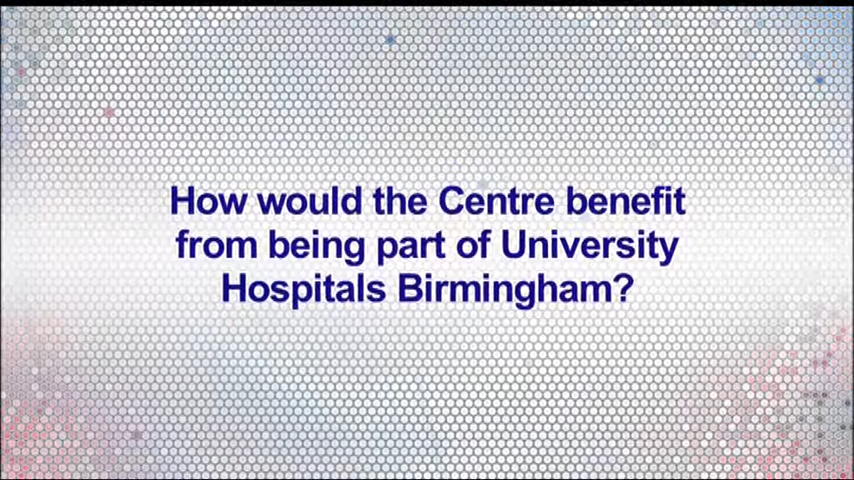 How would the Centre benefit
from being part of University
Hospitals Birmingham?